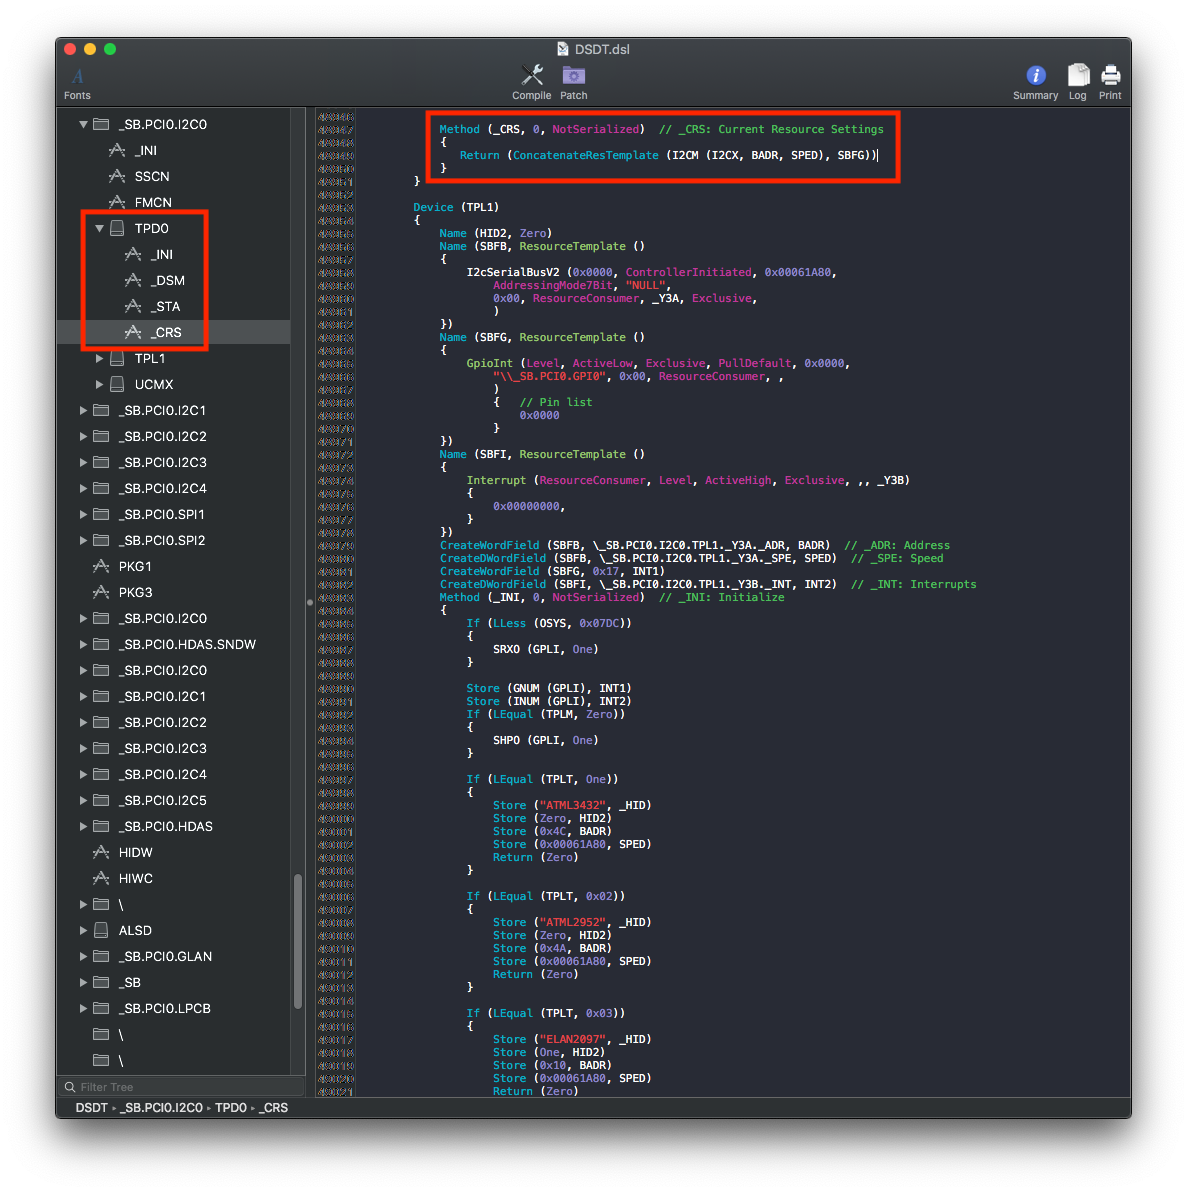 DSDT.dsl
Fonts
Compile
Patch
Summary
Log
Print
_SB.PCI0.I2C0
_INI
SSCN
FMCN
TPD0
_INI
_DSM
_STA
_CRS
TPL1
UCMX
_SB.PCI0.I2C1
_SB.PCI0.I2C2
_SB.PCI0.I2C3
_SB.PCI0.I2C4
_SB.PCI0.SPI1
_SB.PCI0.SPI2
PKG1
PKG3
_SB.PCI0.I2C0
_SB.PCI0.HDAS.SNDW
_SB.PCI0.I2C0
_SB.PCI0.I2C1
_SB.PCI0.I2C2
_SB.PCI0.I2C3
_SB.PCI0.I2C4
_SB.PCI0.I2C5
_SB.PCI0.HDAS
HIDW
HIWC
\
ALSD
_SB.PCI0.GLAN
_SB
_SB.PCI0.LPCB
\
\
Filter Tree
DSDT _SB.PCI0.I2C0 TPD0 _CRS
Method (_CRS, 0, NotSerialized)  // _CRS: Current Resource Settings
{
Return (ConcatenateResTemplate (I2CM (I2CX, BADR, SPED), SBFG))
}
}
Device (TPL1)
{
Name (HID2, Zero)
Name (SBFB, ResourceTemplate ()
{
I2cSerialBusV2 (0x0000, ControllerInitiated, 0x00061A80,
AddressingMode7Bit, "NULL",
0x00, ResourceConsumer, _Y3A, Exclusive,
)
})
Name (SBFG, ResourceTemplate ()
{
GpioInt (Level, ActiveLow, Exclusive, PullDefault, 0x0000,
"\\_SB.PCI0.GPI0", 0x00, ResourceConsumer, ,
)
{   // Pin list
0x0000
}
})
Name (SBFI, ResourceTemplate ()
{
Interrupt (ResourceConsumer, Level, ActiveHigh, Exclusive, ,, _Y3B)
{
0x00000000,
}
})
CreateWordField (SBFB, \_SB.PCI0.I2C0.TPL1._Y3A._ADR, BADR)  // _ADR: Address
CreateDWordField (SBFB, \_SB.PCI0.I2C0.TPL1._Y3A._SPE, SPED)  // _SPE: Speed
CreateWordField (SBFG, 0x17, INT1)
CreateDWordField (SBFI, \_SB.PCI0.I2C0.TPL1._Y3B._INT, INT2)  // _INT: Interrupts
Method (_INI, 0, NotSerialized)  // _INI: Initialize
{
If (LLess (OSYS, 0x07DC))
{
SRXO (GPLI, One)
}
Store (GNUM (GPLI), INT1)
Store (INUM (GPLI), INT2)
If (LEqual (TPLM, Zero))
{
SHPO (GPLI, One)
}
If (LEqual (TPLT, One))
{
Store ("ATML3432", _HID)
Store (Zero, HID2)
Store (0x4C, BADR)
Store (0x00061A80, SPED)
Return (Zero)
}
If (LEqual (TPLT, 0x02))
{
Store ("ATML2952", _HID)
Store (Zero, HID2)
Store (0x4A, BADR)
Store (0x00061A80, SPED)
Return (Zero)
}
If (LEqual (TPLT, 0x03))
{
Store ("ELAN2097", _HID)
Store (One, HID2)
Store (0x10, BADR)
Store (0x00061A80, SPED)
Return (Zero)